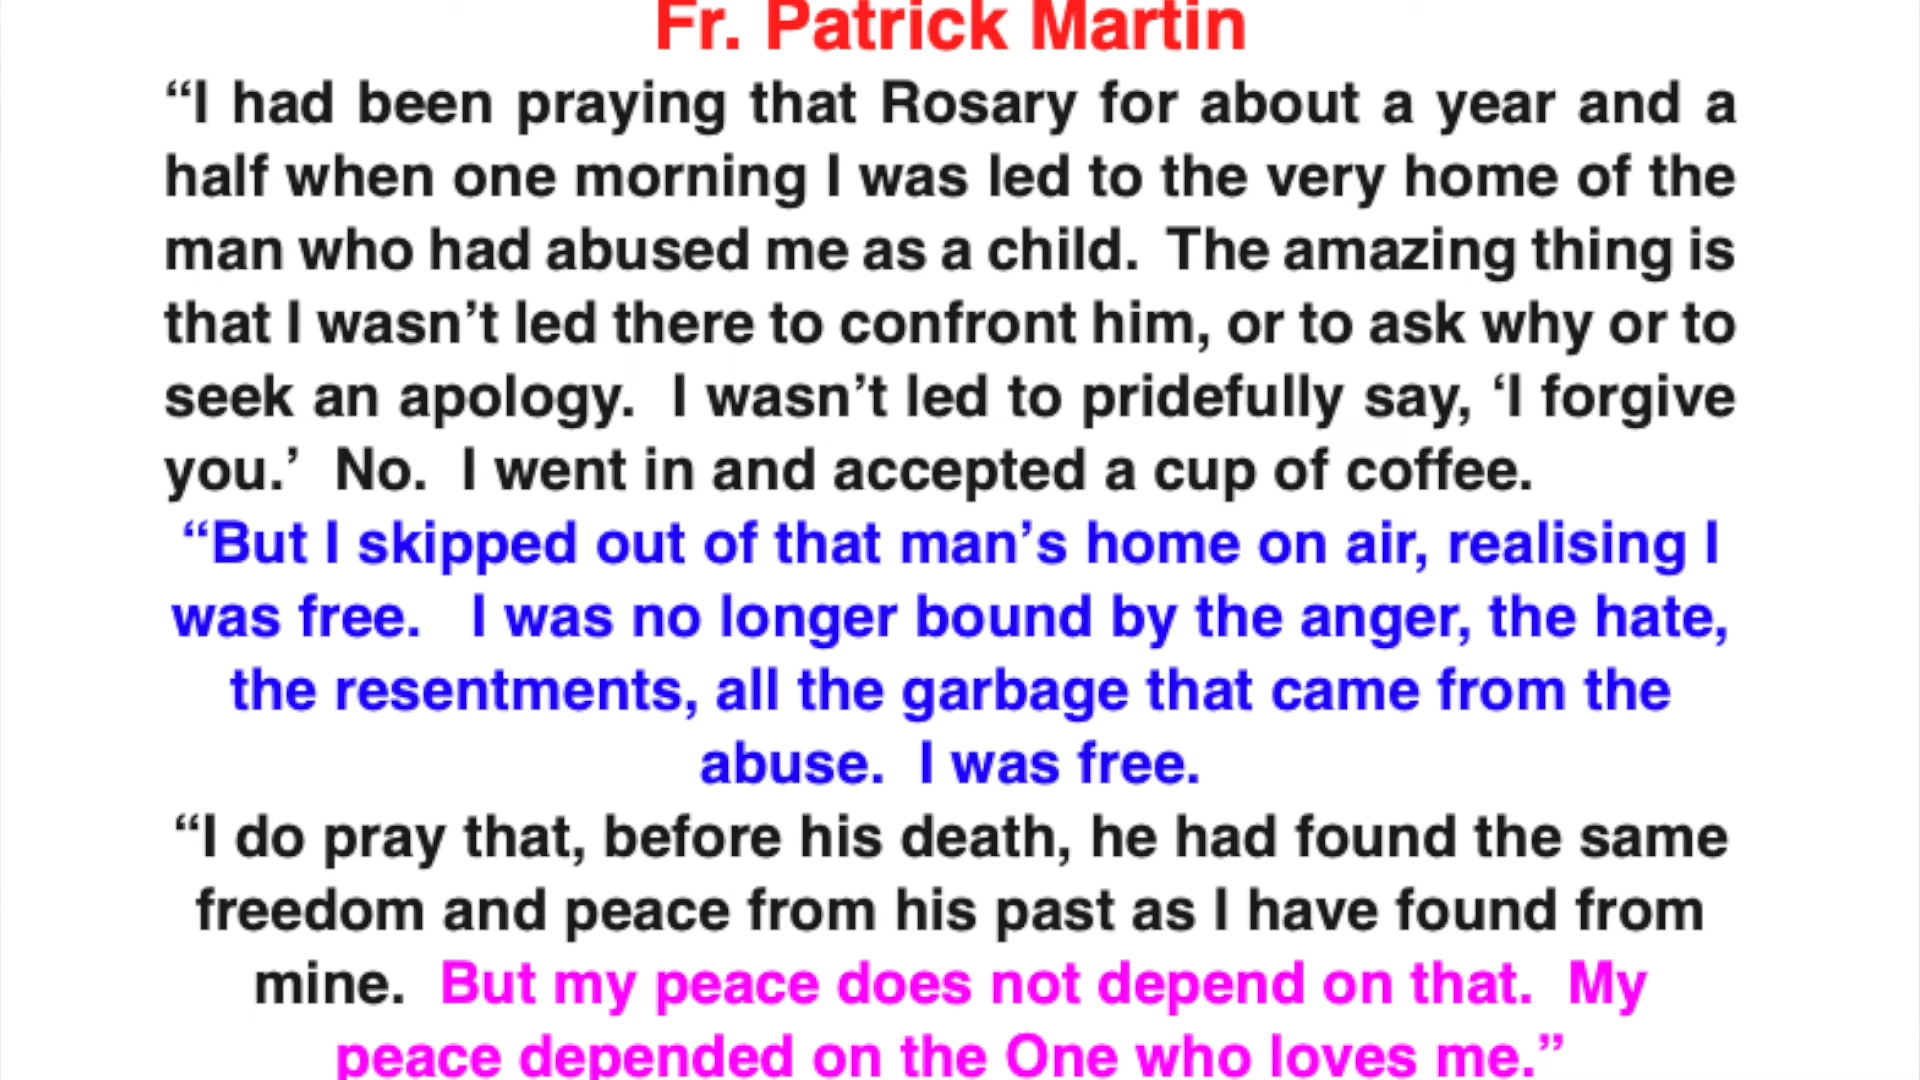 Fr. Patrick Martin
“I had been praying that Rosary for about a year and a
half when one morning I was led to the very home of the
man who had abused me as a child.  The amazing thing is
that I wasn’t led there to confront him, or to ask why or to
seek an apology.  I wasn’t led to pridefully say, ‘I forgive
you.’  No.  I went in and accepted a cup of coffee.
“But I skipped out of that man’s home on air, realising I
was free.   I was no longer bound by the anger, the hate,
the resentments, all the garbage that came from the
abuse.  I was free.
“I do pray that, before his death, he had found the same
freedom and peace from his past as I have found from
mine.  But my peace does not depend on that.  My
peace depended on the One who loves me.”